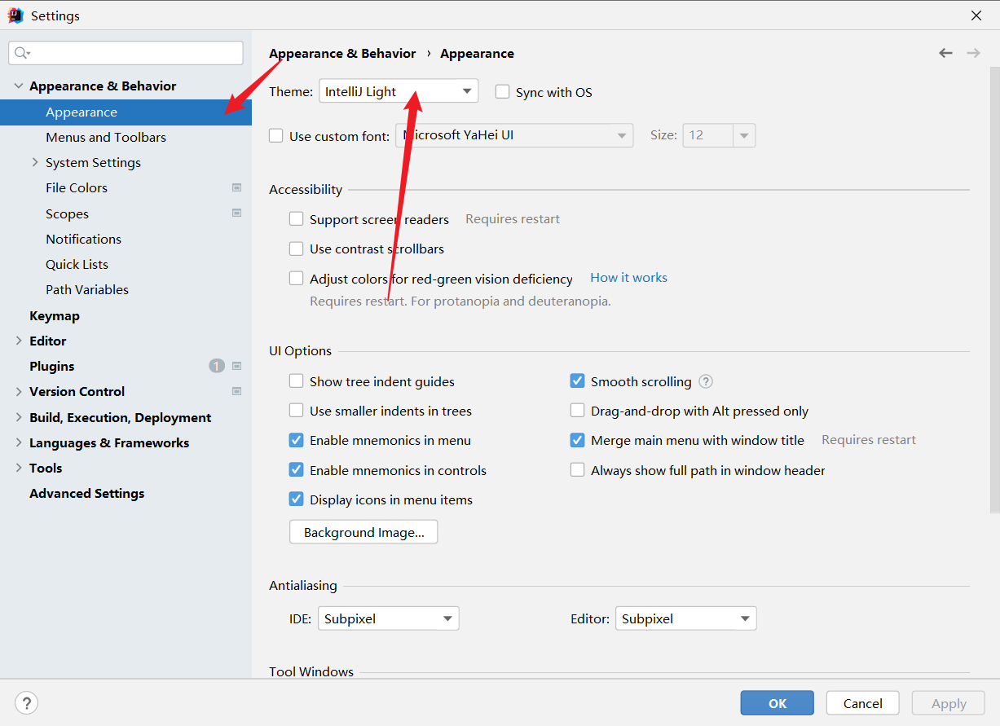 Settings
Appearance & Behavior
Appearance
Menus and Toolbars
System Settings
File Colors
Scopes
Notifications
Quick Lists
Path Variables
Keymap
Editor
Plugins 1
Version Control
Build, Execution, Deployment
Languages & Frameworks
Tools
Advanced Settings
Appearance & Behavior › Appearance
Theme: IntelliJ Light Sync with OS
Use custom font: Microsoft YaHei UI Size: 12
Accessibility
Support screen readers Requires restart
Use contrast scrollbars
Adjust colors for red-green vision deficiency How it works
Requires restart. For protanopia and deuteranopia.
UI Options
Show tree indent guides Smooth scrolling ?
Use smaller indents in trees Drag-and-drop with Alt pressed only
Enable mnemonics in menu Merge main menu with window title Requires restart
Enable mnemonics in controls Always show full path in window header
Display icons in menu items
Background Image...
Antialiasing
IDE: Subpixel Editor: Subpixel
Tool Windows
? OK Cancel Apply